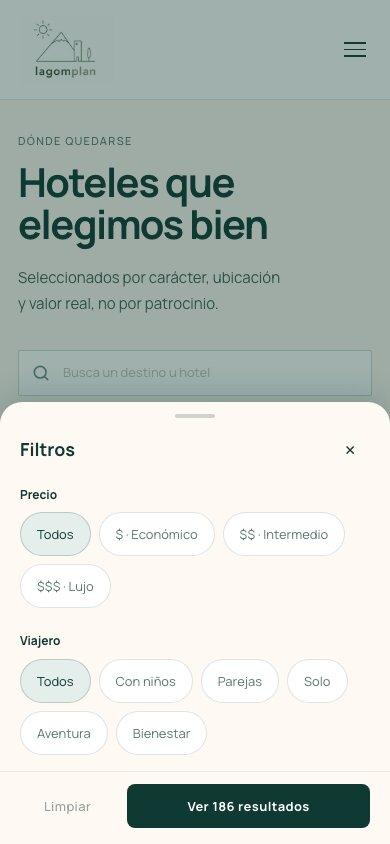 lagomplan
DÓNDE QUEDARSE
Hoteles que
elegimos bien
Seleccionados por carácter, ubicación
y valor real, no por patrocinio.
Busca un destino u hotel
Filtros
Precio
Todos
$ · Económico
$$ · Intermedio
$$$ · Lujo
Viajero
Todos
Con niños
Parejas
Solo
Aventura
Bienestar
Limpiar
Ver 186 resultados